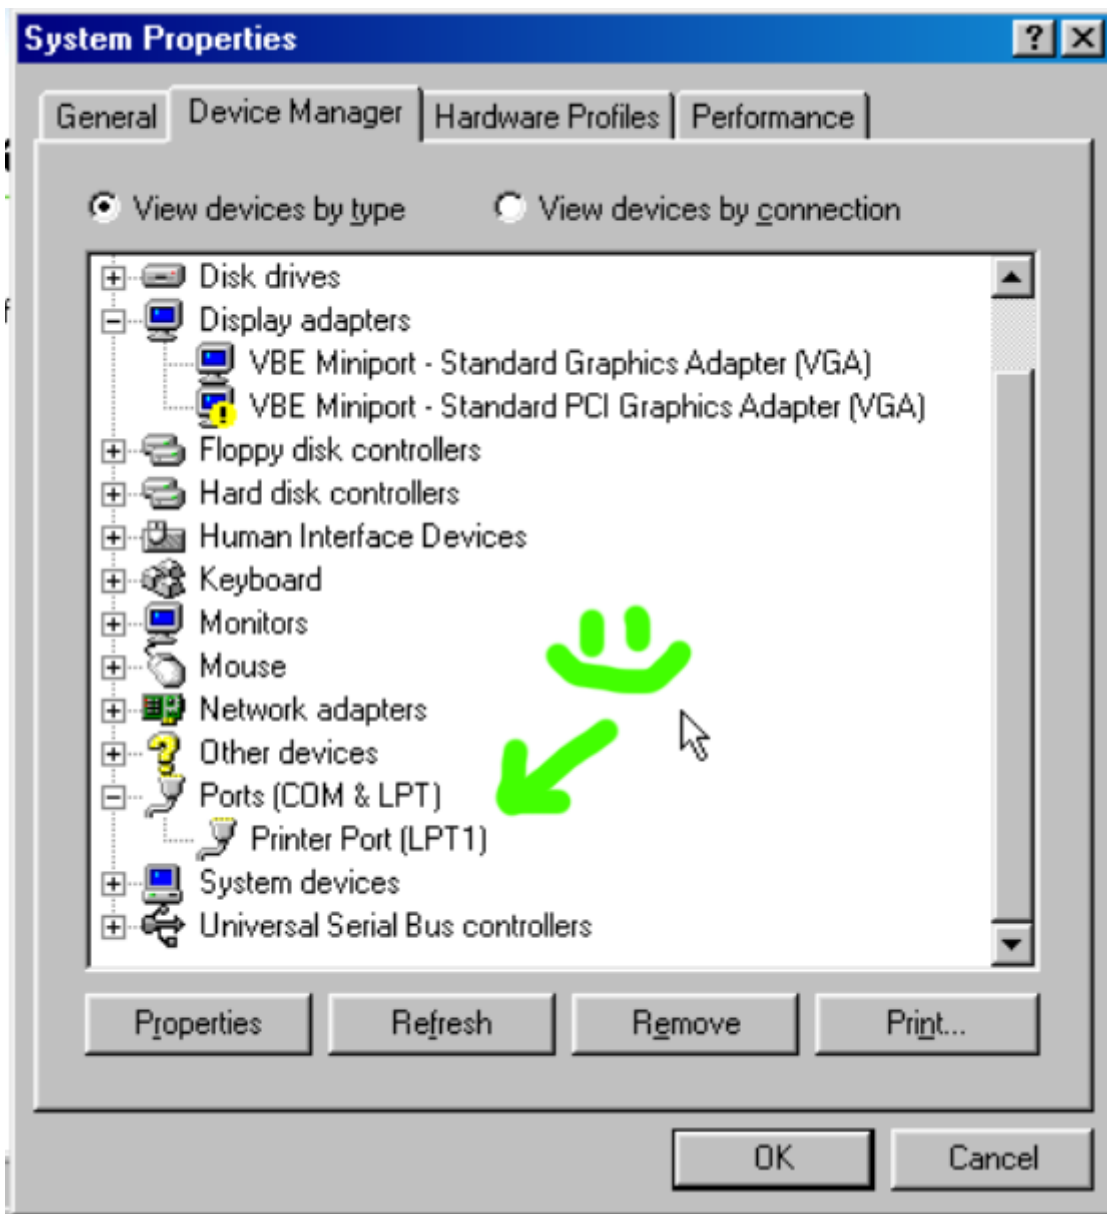 System Properties
General Device Manager Hardware Profiles Performance
View devices by type View devices by connection
Disk drives
Display adapters
VBE Miniport - Standard Graphics Adapter (VGA)
VBE Miniport - Standard PCI Graphics Adapter (VGA)
Floppy disk controllers
Hard disk controllers
Human Interface Devices
Keyboard
Monitors
Mouse
Network adapters
Other devices
Ports (COM & LPT)
Printer Port (LPT1)
System devices
Universal Serial Bus controllers
Properties Refresh Remove Print...
OK Cancel